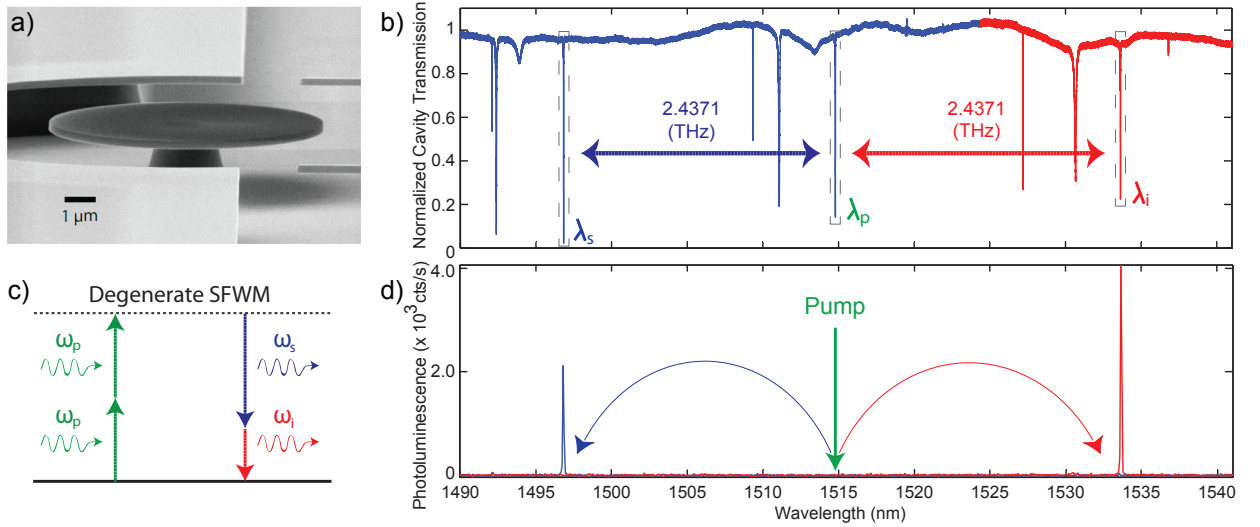 a)
1 μm
b)
Normalized Cavity Transmission
1
0.8
0.6
0.4
0.2
0
2.4371
(THz)
2.4371
(THz)
λs
λp
λi
c)
Degenerate SFWM
ωp
ωs
ωp
ωi
d)
Photoluminescence (x 10³ cts/s)
4.0
2.0
0
Pump
1490 1495 1500 1505 1510 1515 1520 1525 1530 1535 1540
Wavelength (nm)